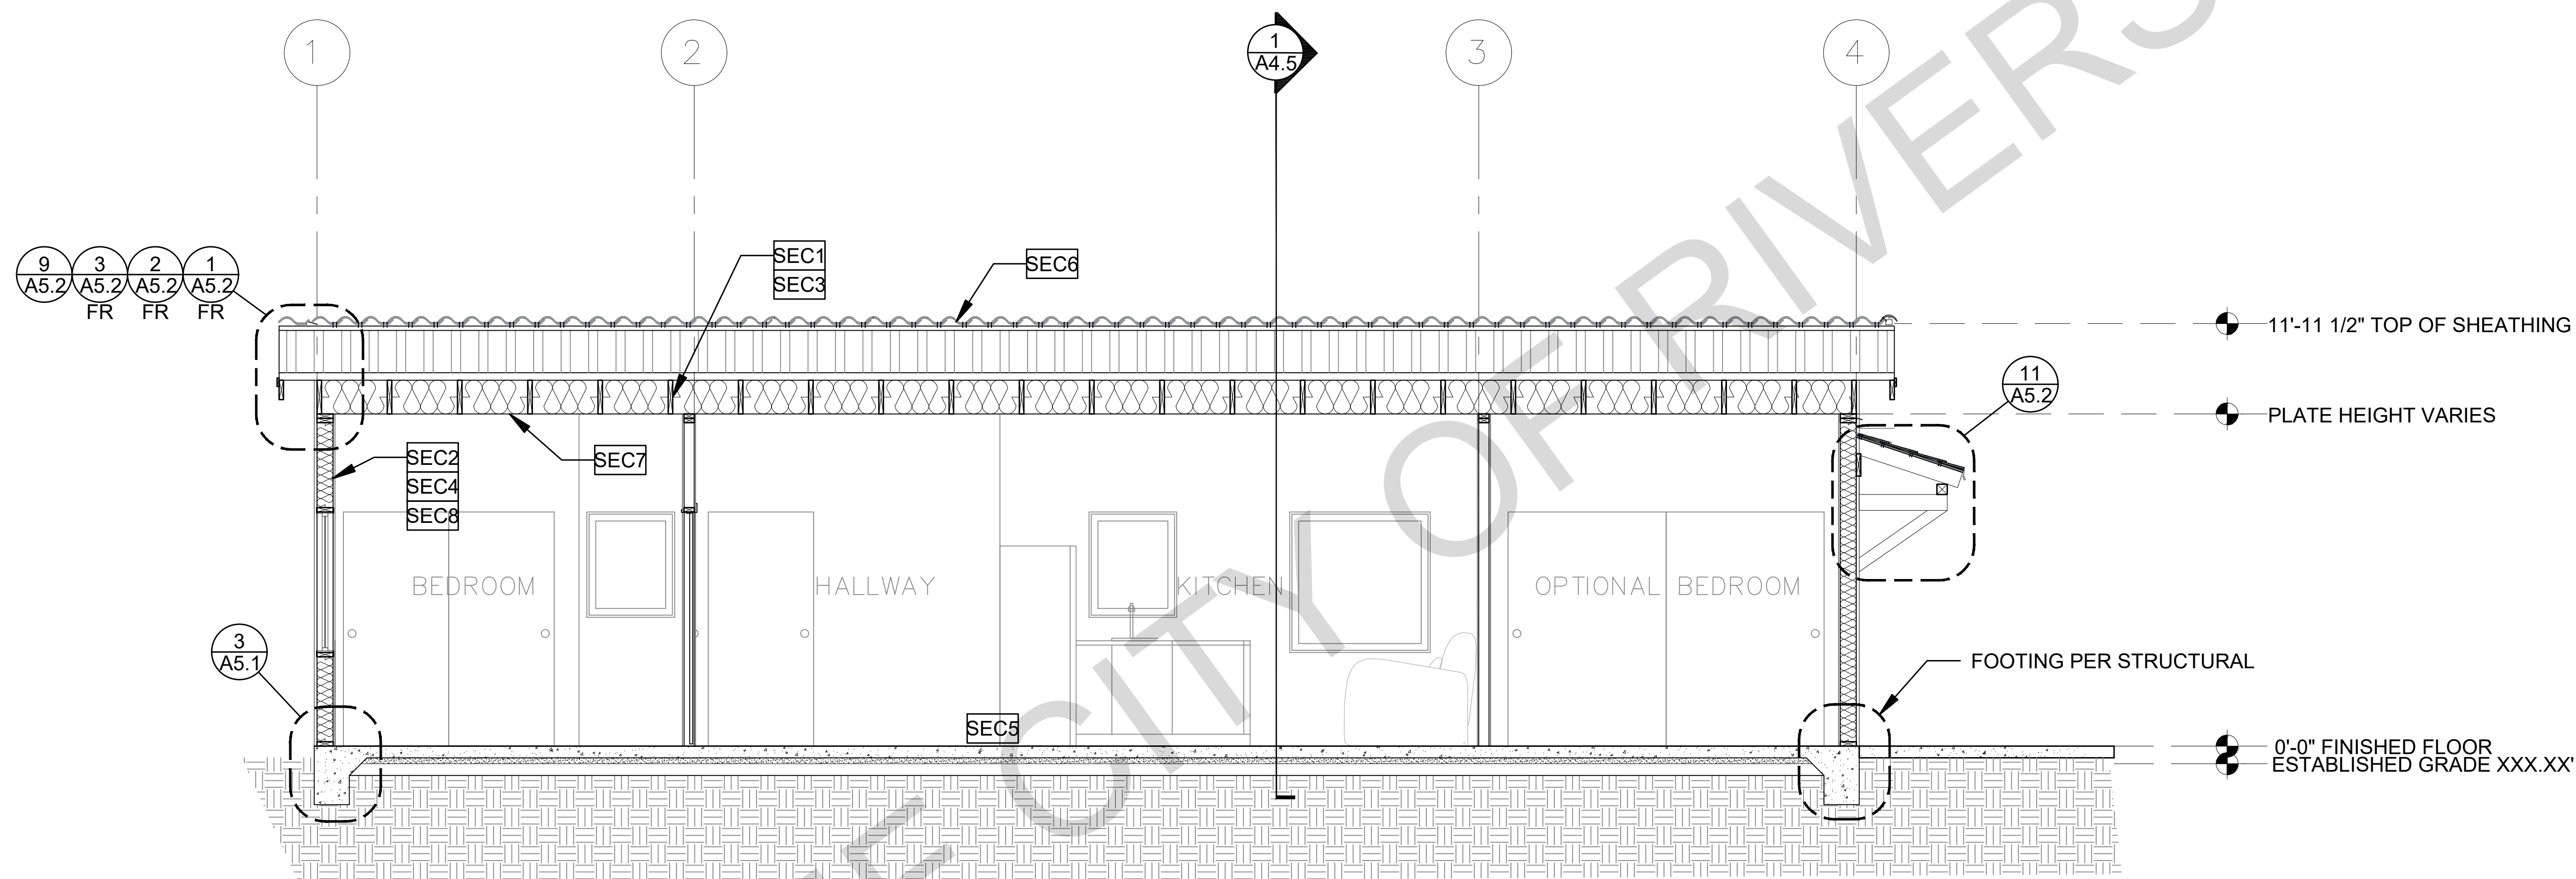 1
2
1
A4.5
3
4
9
A5.2
3
A5.2
FR
2
A5.2
FR
1
A5.2
FR
SEC1
SEC3
SEC6
11'-11 1/2" TOP OF SHEATHING
11
A5.2
PLATE HEIGHT VARIES
SEC2
SEC4
SEC8
SEC7
BEDROOM
HALLWAY
KITCHEN
OPTIONAL BEDROOM
3
A5.1
FOOTING PER STRUCTURAL
SEC5
0'-0" FINISHED FLOOR
ESTABLISHED GRADE XXX.XX'
CITY OF RIVERS